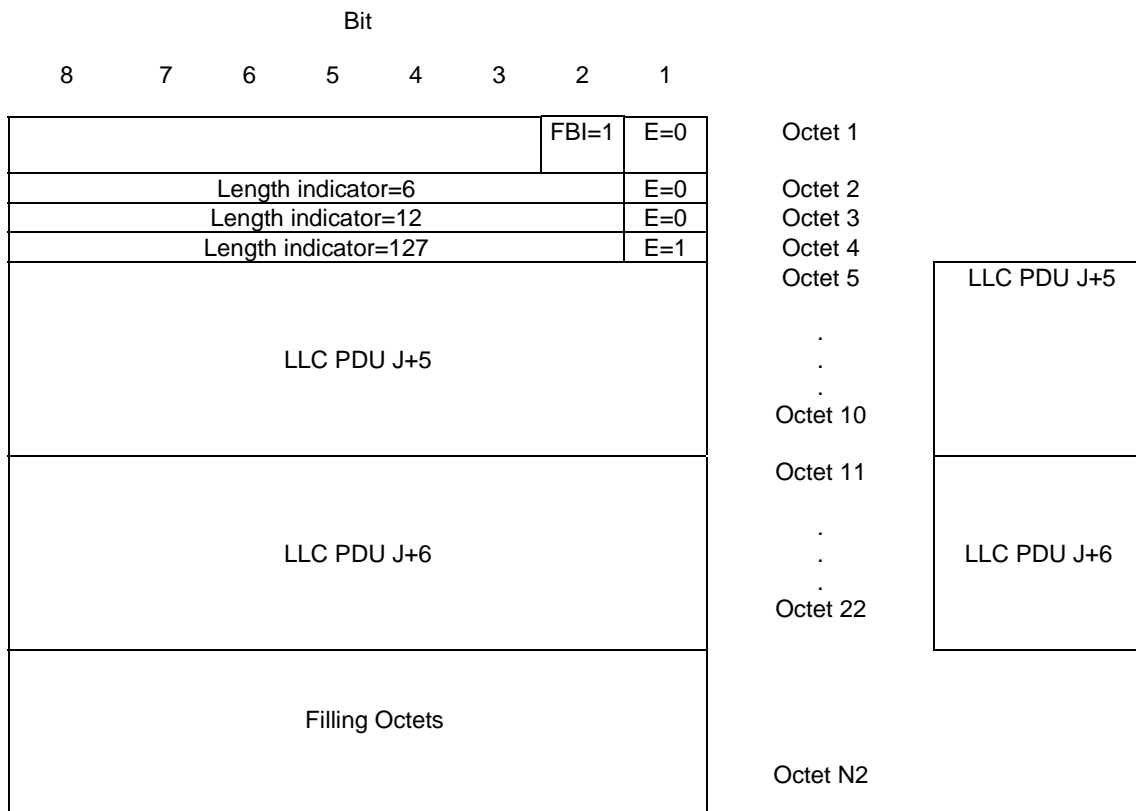 Bit
8 7 6 5 4 3 2 1
FBI=1 E=0 Octet 1
Length indicator=6 E=0 Octet 2
Length indicator=12 E=0 Octet 3
Length indicator=127 E=1 Octet 4
Octet 5 LLC PDU J+5
.
LLC PDU J+5 .
.
Octet 10
Octet 11
.
LLC PDU J+6 . LLC PDU J+6
.
Octet 22
Filling Octets
Octet N2